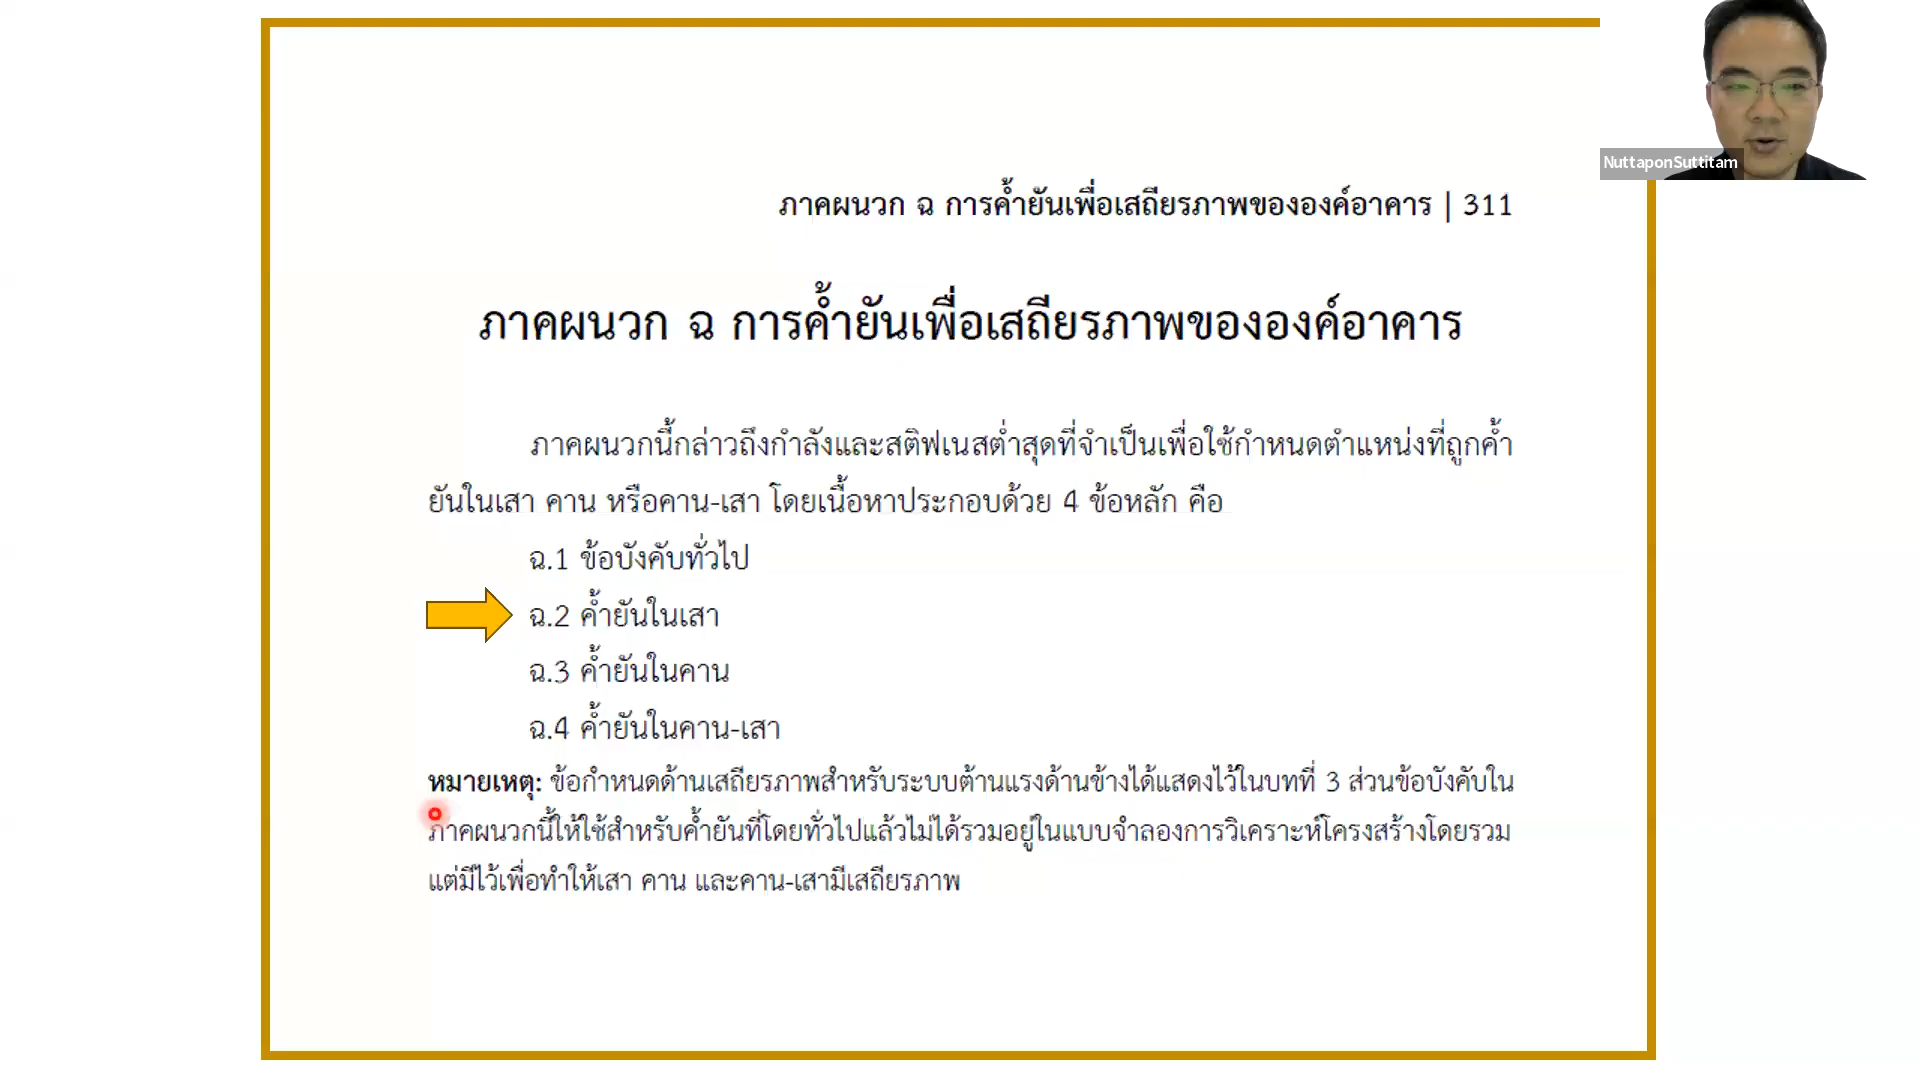 NuttaponSuttitam
ภาคผนวก ฉ การค้ำยันเพื่อเสถียรภาพขององค์อาคาร | 311
ภาคผนวก ฉ การค้ำยันเพื่อเสถียรภาพขององค์อาคาร
ภาคผนวกนี้กล่าวถึงกำลังและสติฟเนสต่ำสุดที่จำเป็นเพื่อใช้กำหนดตำแหน่งที่ถูกค้ำ
ยันในเสา คาน หรือคาน-เสา โดยเนื้อหาประกอบด้วย 4 ข้อหลัก คือ
ฉ.1 ข้อบังคับทั่วไป
ฉ.2 ค้ำยันในเสา
ฉ.3 ค้ำยันในคาน
ฉ.4 ค้ำยันในคาน-เสา
หมายเหตุ: ข้อกำหนดด้านเสถียรภาพสำหรับระบบต้านแรงด้านข้างได้แสดงไว้ในบทที่ 3 ส่วนข้อบังคับใน
ภาคผนวกนี้ให้ใช้สำหรับค้ำยันที่โดยทั่วไปแล้วไม่ได้รวมอยู่ในแบบจำลองการวิเคราะห์โครงสร้างโดยรวม
แต่มีไว้เพื่อทำให้เสา คาน และคาน-เสามีเสถียรภาพ